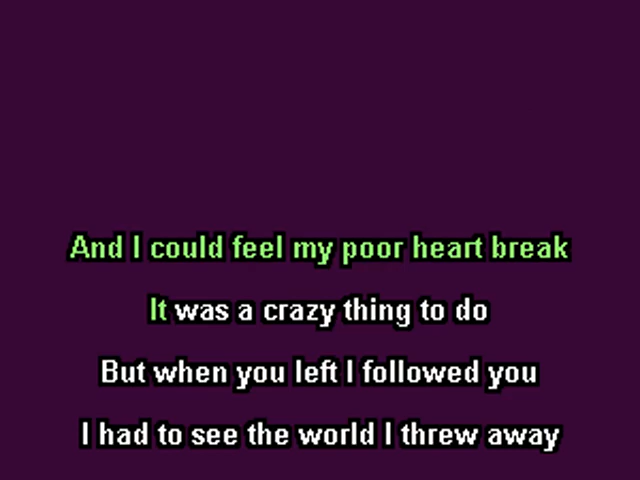 And I could feel my poor heart break
It was a crazy thing to do
But when you left I followed you
I had to see the world I threw away